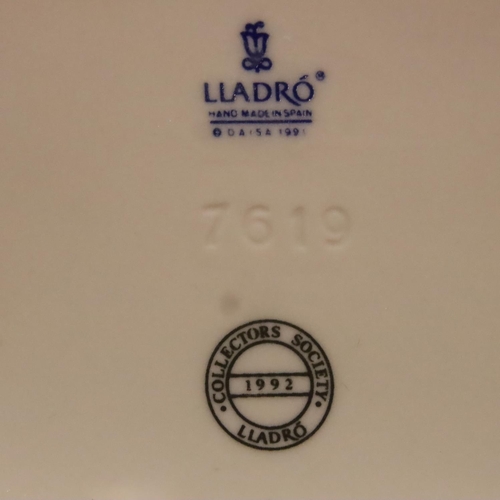 LLADRÓ®
HAND MADE IN SPAIN
© DAISA 1991
7619
COLLECTORS SOCIETY
1992
LLADRÓ